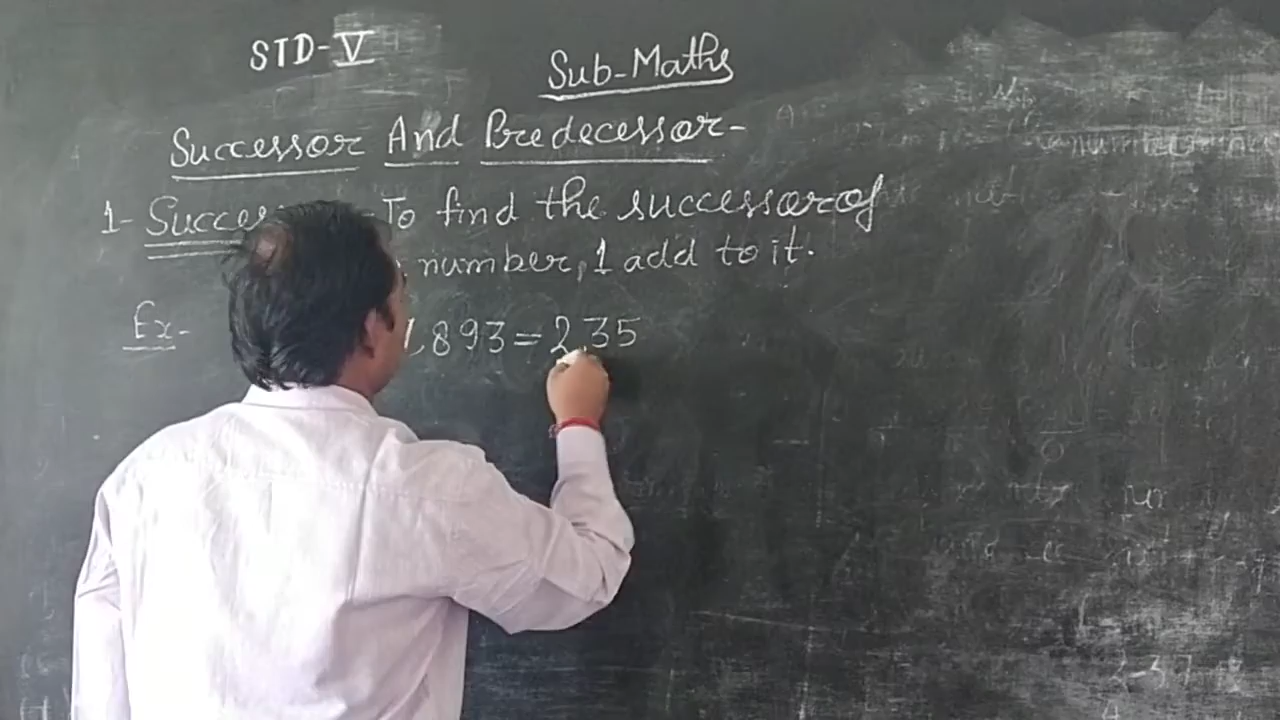 STD-V
Sub-Maths
Successor And Predecessor-
1- Succes To find the successor of
number, 1 add to it.
Ex-
893=2,35